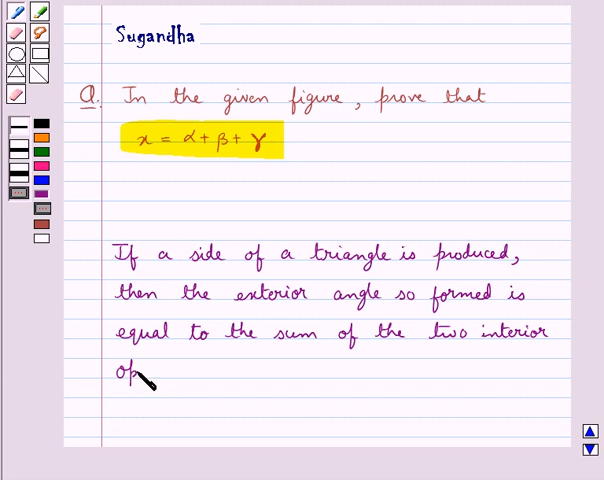 Sugandha
Q. In the given figure, prove that
x = α + β + γ
If a side of a triangle is produced,
then the exterior angle so formed is
equal to the sum of the two interior
op